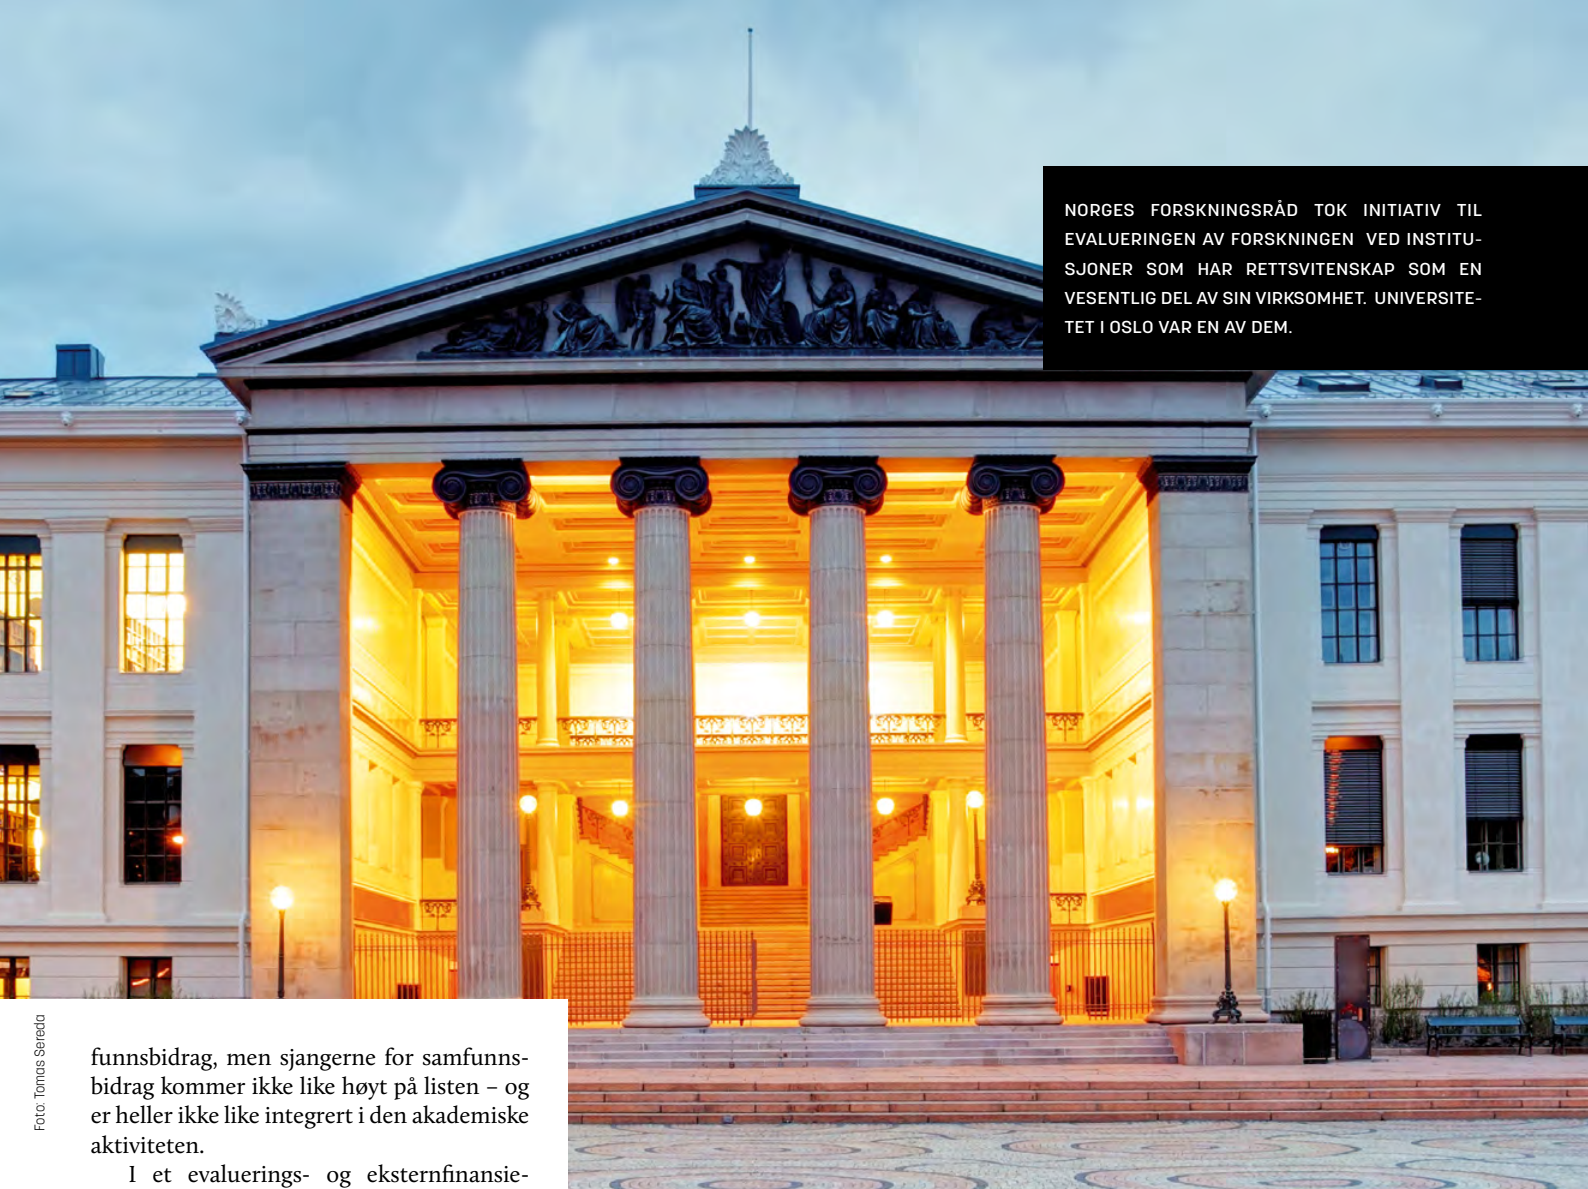 NORGES FORSKNINGSRÅD TOK INITIATIV TIL
EVALUERINGEN AV FORSKNINGEN VED INSTITU-
SJONER SOM HAR RETTSVITENSKAP SOM EN
VESENTLIG DEL AV SIN VIRKSOMHET. UNIVERSITE-
TET I OSLO VAR EN AV DEM.
Foto: Tomas Sereda
funnsbidrag, men sjangerne for samfunns-
bidrag kommer ikke like høyt på listen – og
er heller ikke like integrert i den akademiske
aktiviteten.
I et evaluerings- og eksternfinansie-